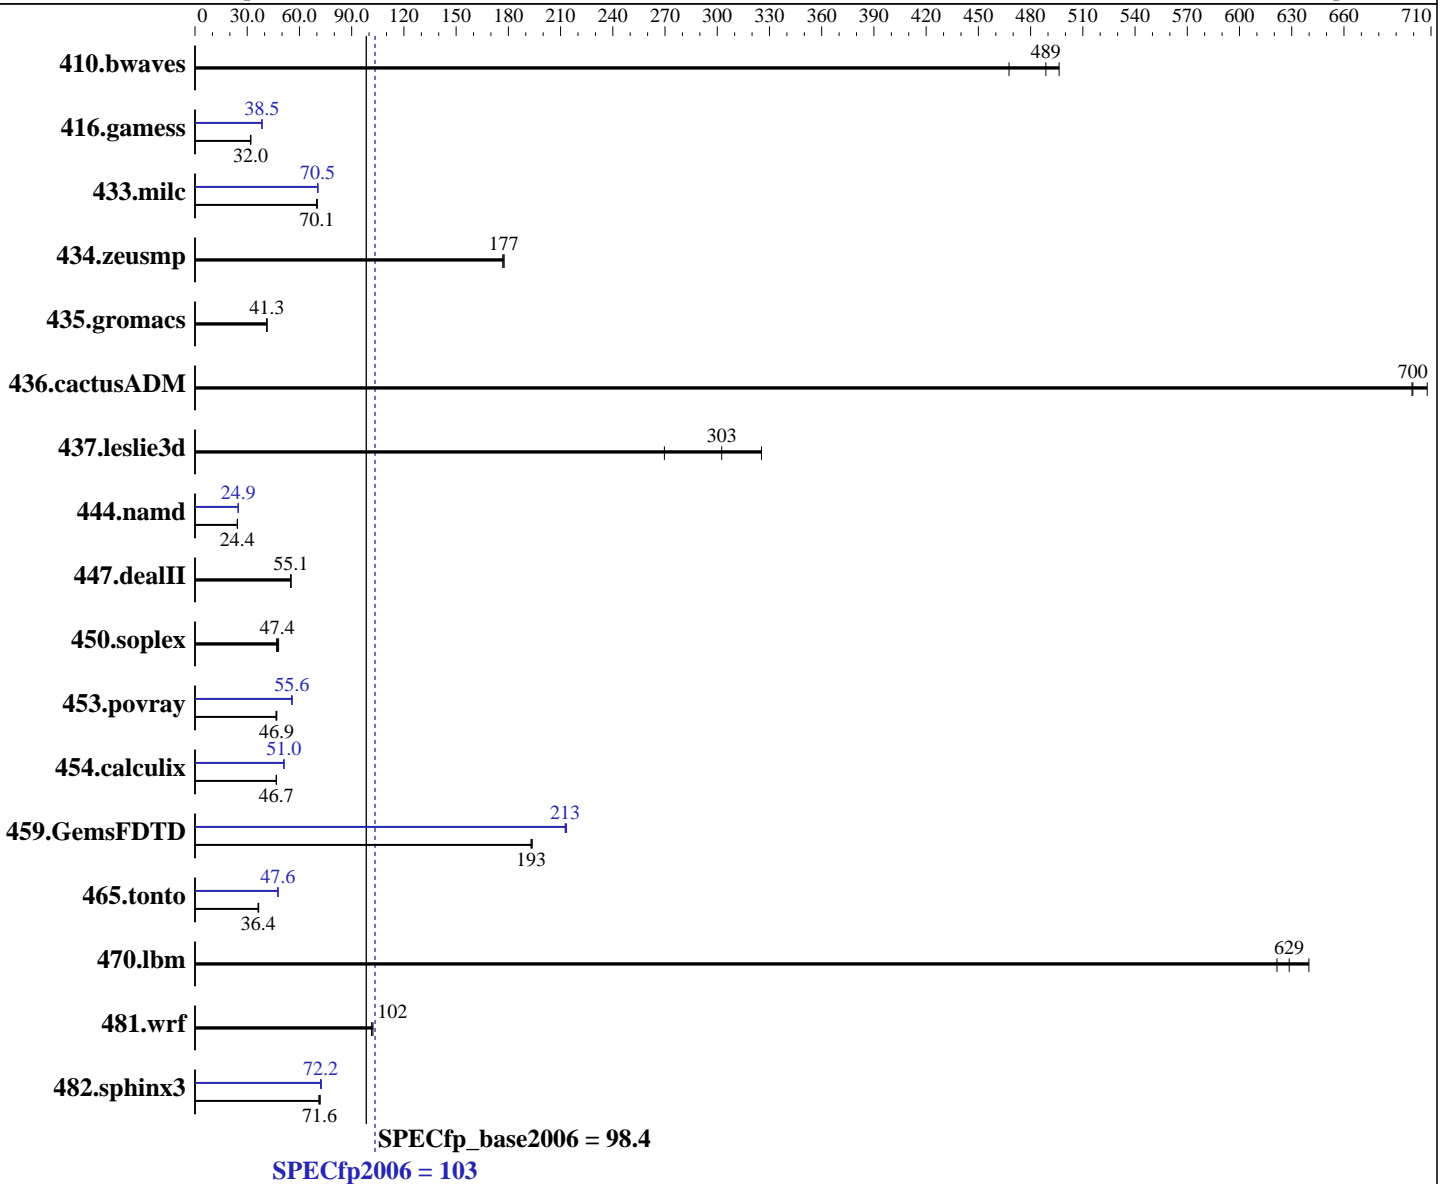 0 30.0 60.0 90.0 120 150 180 210 240 270 300 330 360 390 420 450 480 510 540 570 600 630 660 710
410.bwaves 489
416.gamess 38.5
32.0
433.milc 70.5
70.1
434.zeusmp 177
435.gromacs 41.3
436.cactusADM 700
437.leslie3d 303
444.namd 24.9
24.4
447.dealII 55.1
450.soplex 47.4
453.povray 55.6
46.9
454.calculix 51.0
46.7
459.GemsFDTD 213
193
465.tonto 47.6
36.4
470.lbm 629
481.wrf 102
482.sphinx3 72.2
71.6
SPECfp_base2006 = 98.4
SPECfp2006 = 103